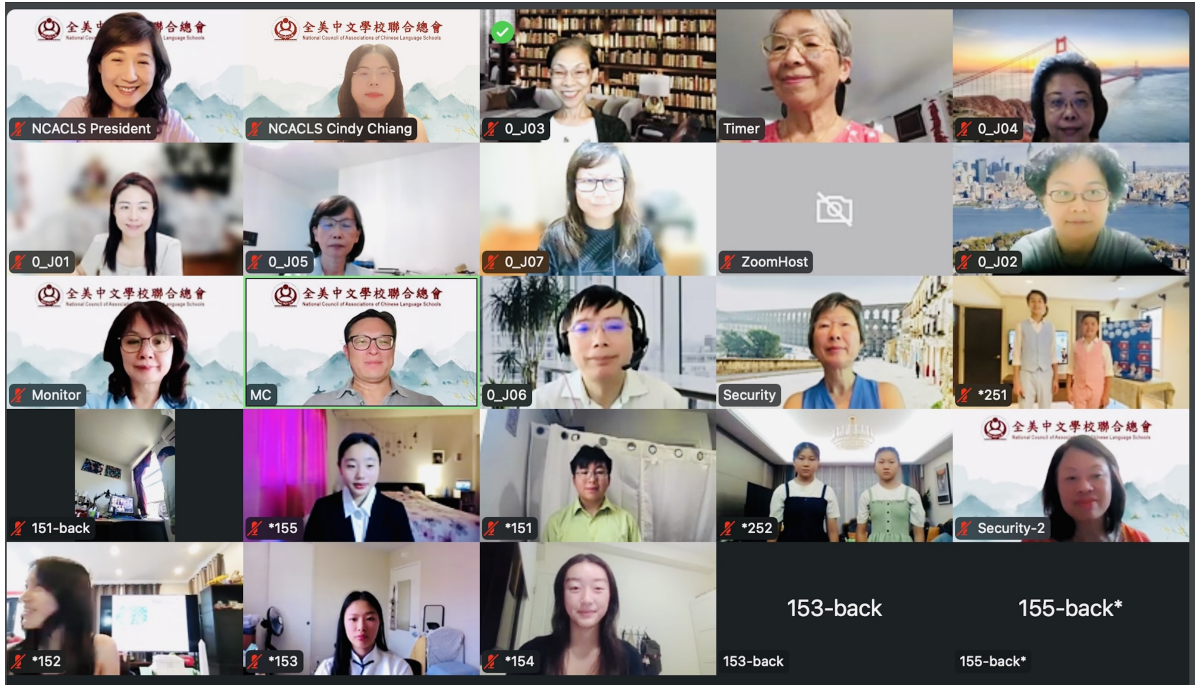 全美中文學校聯合總會
National Council of Associations of Chinese Language Schools
NCACLS President
全美中文學校聯合總會
National Council of Associations of Chinese Language Schools
NCACLS Cindy Chiang
0_J03
Timer
0_J04
0_J01
0_J05
0_J07
ZoomHost
0_J02
全美中文學校聯合總會
National Council of Associations of Chinese Language Schools
Monitor
全美中文學校聯合總會
National Council of Associations of Chinese Language Schools
MC
0_J06
Security
*251
151-back
*155
*151
*252
全美中文學校聯合總會
National Council of Associations of Chinese Language Schools
Security-2
*152
*153
*154
153-back
153-back
155-back*
155-back*